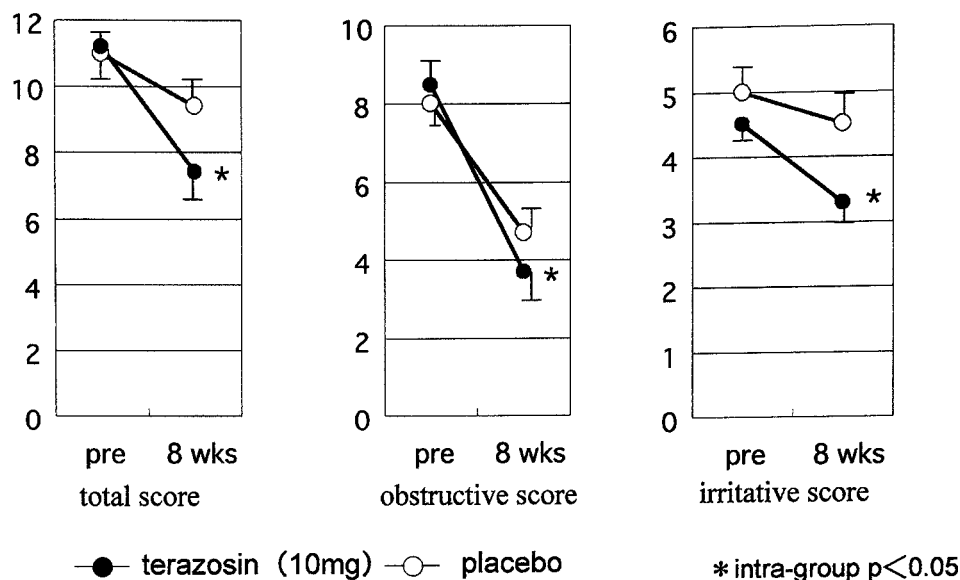 12
10
8
6
4
2
0
pre 8 wks
total score
10
8
6
4
2
0
pre 8 wks
obstructive score
6
5
4
3
2
1
0
pre 8 wks
irritative score
*
*
*
terazosin (10mg) placebo
* intra-group p<0.05